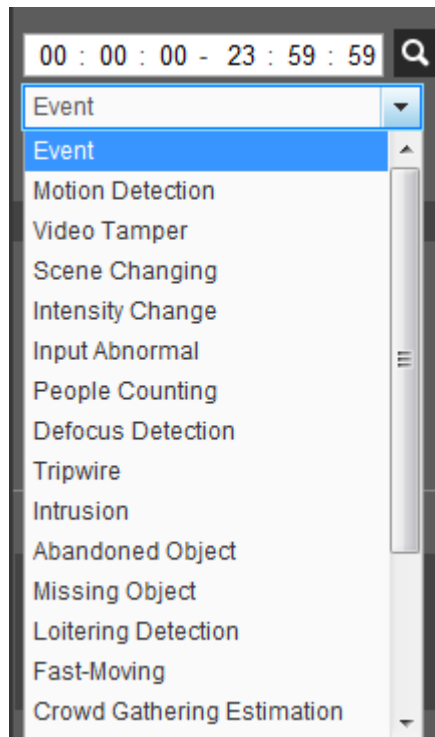 00 : 00 : 00 - 23 : 59 : 59
Event
Event
Motion Detection
Video Tamper
Scene Changing
Intensity Change
Input Abnormal
People Counting
Defocus Detection
Tripwire
Intrusion
Abandoned Object
Missing Object
Loitering Detection
Fast-Moving
Crowd Gathering Estimation